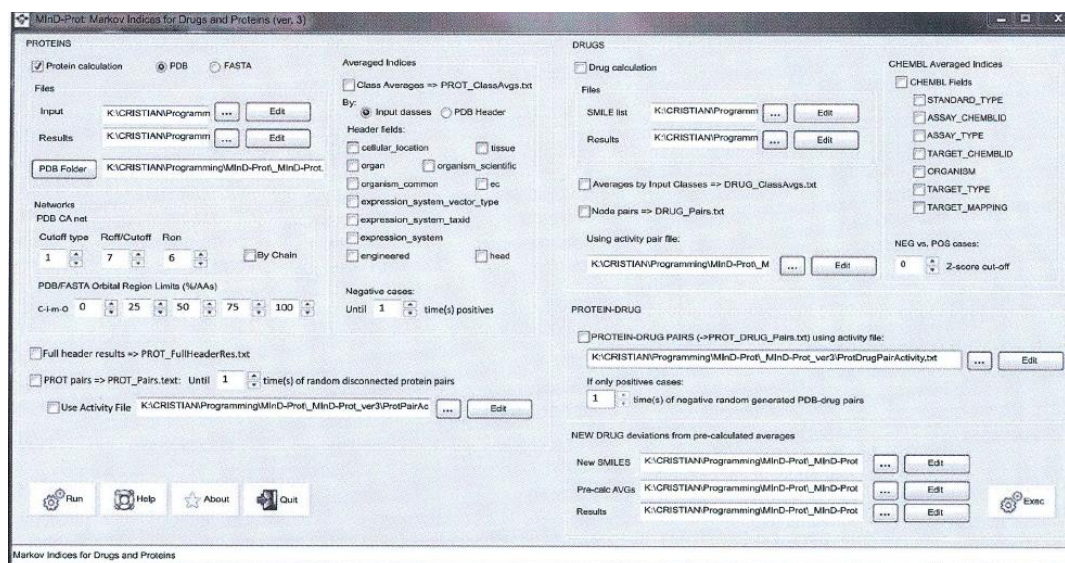 MInD-Prot: Markov Indices for Drugs and Proteins (ver. 3)
PROTEINS
Protein calculation PDB FASTA
Files
Input K:\CRISTIAN\Programm ... Edit
Results K:\CRISTIAN\Programm ... Edit
PDB Folder K:\CRISTIAN\Programming\MInD-Prot\_MInD-Prot.
Networks
PDB CA net
Cutoff type Roff/Cutoff Ron
1 7 6 By Chain
PDB/FASTA Orbital Region Limits (%/AAs)
C-i-m-O 0 25 50 75 100
Averaged Indices
Class Averages => PROT_ClassAvgs.txt
By:
Input dasses PDB Header
Header fields:
cellular_location tissue
organ organism_scientific
organism_common ec
expression_system_vector_type
expression_system_taxid
expression_system
engineered head
Negative cases:
Until 1 time(s) positives
Full header results => PROT_FullHeaderRes.txt
PROT pairs => PROT_Pairs.text: Until 1 time(s) of random disconnected protein pairs
Use Activity File K:\CRISTIAN\Programming\MInD-Prot\_MInD-Prot_ver3\ProtPairAc ... Edit
Run Help About Quit
DRUGS
Drug calculation
Files
SMILE list K:\CRISTIAN\Programm ... Edit
Results K:\CRISTIAN\Programm ... Edit
Averages by Input Classes => DRUG_ClassAvgs.txt
Node pairs => DRUG_Pairs.txt
Using activity pair file:
K:\CRISTIAN\Programming\MInD-Prot\_M ... Edit
CHEMBL Averaged Indices
CHEMBL Fields
STANDARD_TYPE
ASSAY_CHEMBLID
ASSAY_TYPE
TARGET_CHEMBLID
ORGANISM
TARGET_TYPE
TARGET_MAPPING
NEG vs. POS cases:
0 2-score cut-off
PROTEIN-DRUG
PROTEIN-DRUG PAIRS (->PROT_DRUG_Pairs.txt) using activity file:
K:\CRISTIAN\Programming\MInD-Prot\_MInD-Prot_ver3\ProtDrugPairActivity.txt ... Edit
If only positives cases:
1 time(s) of negative random generated PDB-drug pairs
NEW DRUG deviations from pre-calculated averages
New SMILES K:\CRISTIAN\Programming\MInD-Prot\_MInD-Prot ... Edit
Pre-calc AVGs K:\CRISTIAN\Programming\MInD-Prot\_MInD-Prot ... Edit
Results K:\CRISTIAN\Programming\MInD-Prot\_MInD-Prot ... Edit
Exec
Markov Indices for Drugs and Proteins